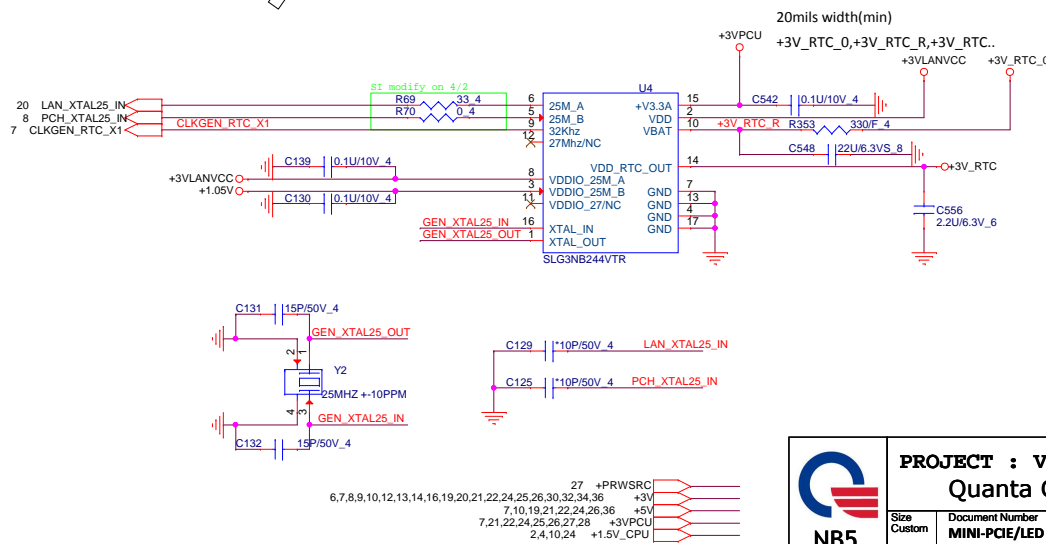 20mils width(min)
+3VPCU
+3V_RTC_0,+3V_RTC_R,+3V_RTC..
+3VLANVCC
+3V_RTC_0
SI modify on 4/2
U4
20 LAN_XTAL25_IN
R69 33_4
6 25M_A
+3V3.3A 15
C542 0.1U/10V_4
8 PCH_XTAL25_IN
R70 0_4
5 25M_B
VDD 2
7 CLKGEN_RTC_X1
CLKGEN_RTC_X1
9 32Khz
VBAT 10
+3V_RTC_R
R353 330/F_4
12 27Mhz/NC
C548 22U/6.3VS_8
C139 0.1U/10V_4
VDD_RTC_OUT 14
+3V_RTC
+3VLANVCC
8 VDDIO_25M_A
+1.05V
3 VDDIO_25M_B
GND 7
C130 0.1U/10V_4
11 VDDIO_27/NC
GND 13
GND 4
C556
2.2U/6.3V_6
GEN_XTAL25_IN
16 XTAL_IN
GND 17
GEN_XTAL25_OUT
1 XTAL_OUT
SLG3NB244VTR
C131 15P/50V_4
GEN_XTAL25_OUT
2 1
Y2
25MHZ +-10PPM
4 3
GEN_XTAL25_IN
C132 15P/50V_4
C129 *10P/50V_4 LAN_XTAL25_IN
C125 *10P/50V_4 PCH_XTAL25_IN
27 +PRWSRC
6,7,8,9,10,12,13,14,16,19,20,21,22,24,25,26,30,32,34,36 +3V
7,10,19,21,22,24,26,36 +5V
7,21,22,24,25,26,27,28 +3VPCU
2,4,10,24 +1.5V_CPU
PROJECT : V
Quanta C
NB5
Size
Custom
Document Number
MINI-PCIE/LED